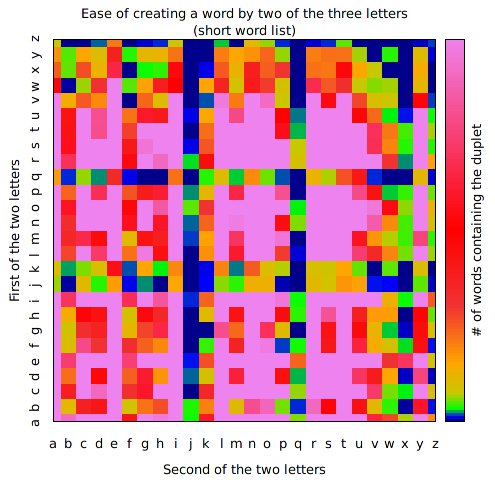 Ease of creating a word by two of the three letters
(short word list)
z
y
x
w
v
u
t
s
r
q
p
o
n
m
l
k
j
i
h
g
f
e
d
c
b
a
First of the two letters
a b c d e f g h i j k l m n o p q r s t u v w x y z
Second of the two letters
# of words containing the duplet